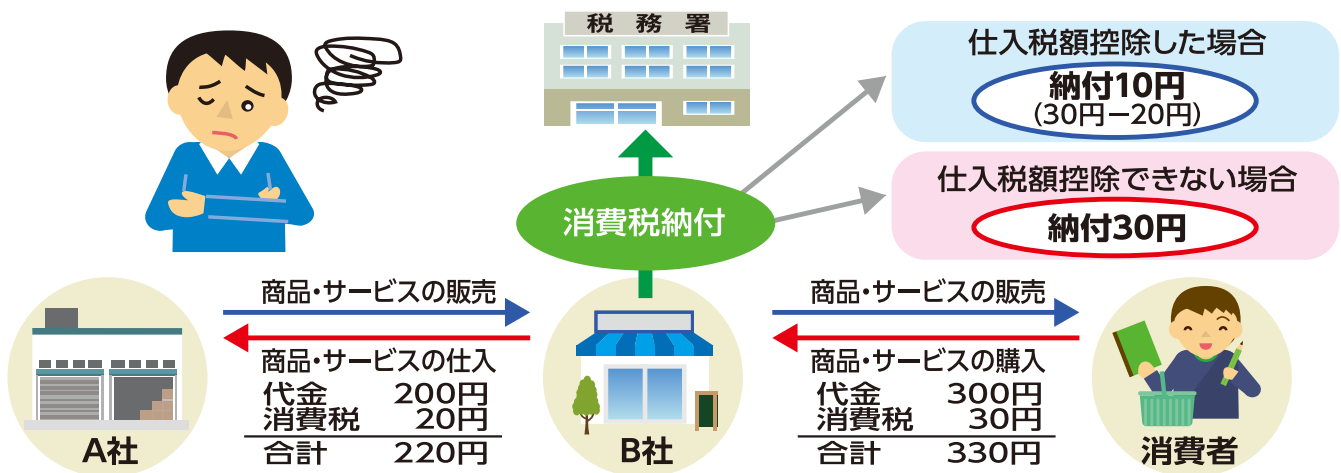 税務署
仕入税額控除した場合
納付10円
(30円−20円)
仕入税額控除できない場合
納付30円
消費税納付
商品・サービスの販売
商品・サービスの仕入
代金 200円
消費税 20円
合計 220円
商品・サービスの販売
商品・サービスの購入
代金 300円
消費税 30円
合計 330円
A社
B社
消費者